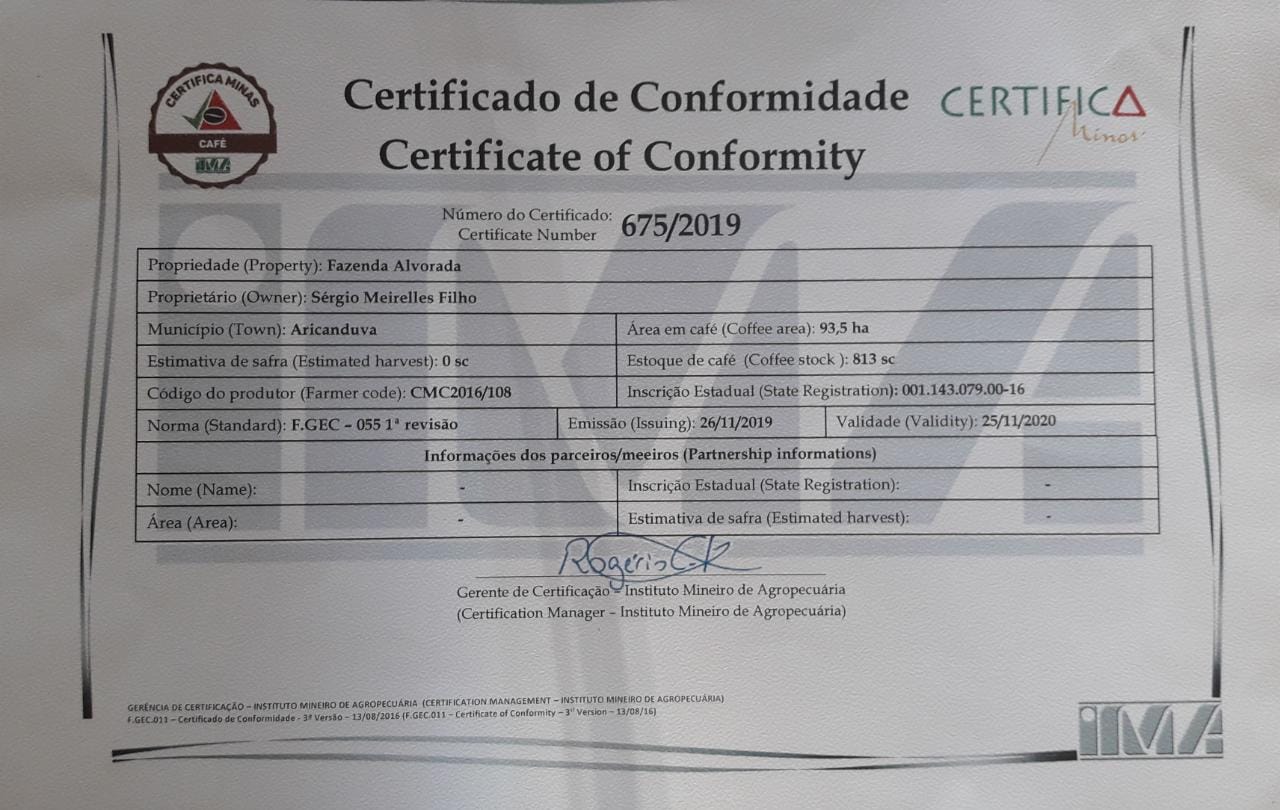 CERTIFICA MINAS
CAFÉ
IMA
Certificado de Conformidade
Certificate of Conformity
CERTIFICA
Minas
Número do Certificado:
Certificate Number
675/2019
Propriedade (Property): Fazenda Alvorada
Proprietário (Owner): Sérgio Meirelles Filho
Município (Town): Aricanduva
Área em café (Coffee area): 93,5 ha
Estimativa de safra (Estimated harvest): 0 sc
Estoque de café (Coffee stock ): 813 sc
Código do produtor (Farmer code): CMC2016/108
Inscrição Estadual (State Registration): 001.143.079.00-16
Norma (Standard): F.GEC – 055 1ª revisão
Emissão (Issuing): 26/11/2019
Validade (Validity): 25/11/2020
Informações dos parceiros/meeiros (Partnership informations)
Nome (Name): -
Inscrição Estadual (State Registration): -
Área (Area): -
Estimativa de safra (Estimated harvest): -
Gerente de Certificação – Instituto Mineiro de Agropecuária
(Certification Manager – Instituto Mineiro de Agropecuária)
GERÊNCIA DE CERTIFICAÇÃO – INSTITUTO MINEIRO DE AGROPECUÁRIA (CERTIFICATION MANAGEMENT – INSTITUTO MINEIRO DE AGROPECUÁRIA)
F.GEC.011 – Certificado de Conformidade - 3ª Versão – 13/08/2016 (F.GEC.011 – Certificate of Conformity – 3rd Version – 13/08/16)
IMA